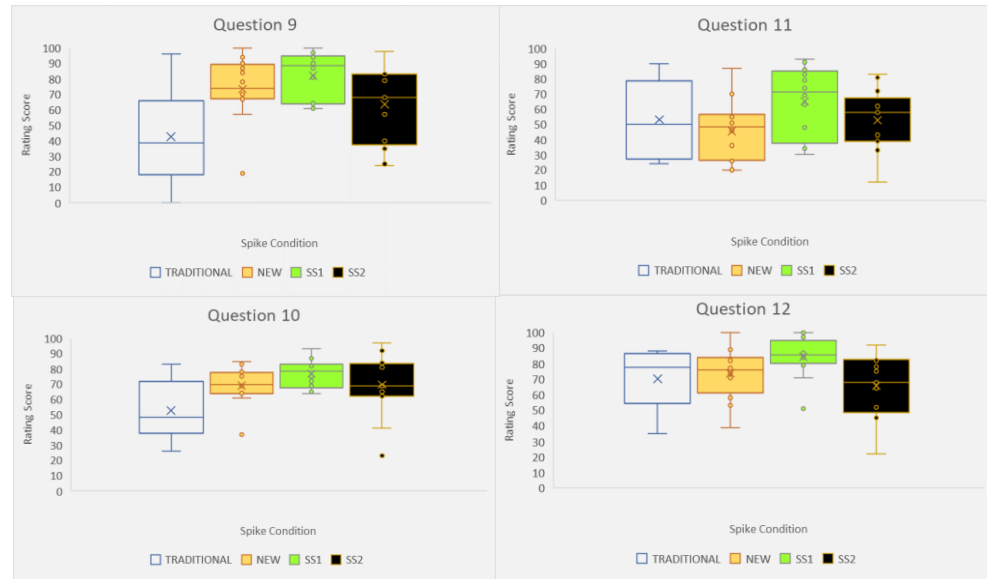 Question 9
100
90
80
70
60
50
40
30
20
10
0
Rating Score
Spike Condition
TRADITIONAL NEW SS1 SS2
Question 11
100
90
80
70
60
50
40
30
20
10
0
Rating Score
Spike Condition
TRADITIONAL NEW SS1 SS2
Question 10
100
90
80
70
60
50
40
30
20
10
0
Rating Score
Spike Condition
TRADITIONAL NEW SS1 SS2
Question 12
100
90
80
70
60
50
40
30
20
10
0
Rating Score
Spike Condition
TRADITIONAL NEW SS1 SS2